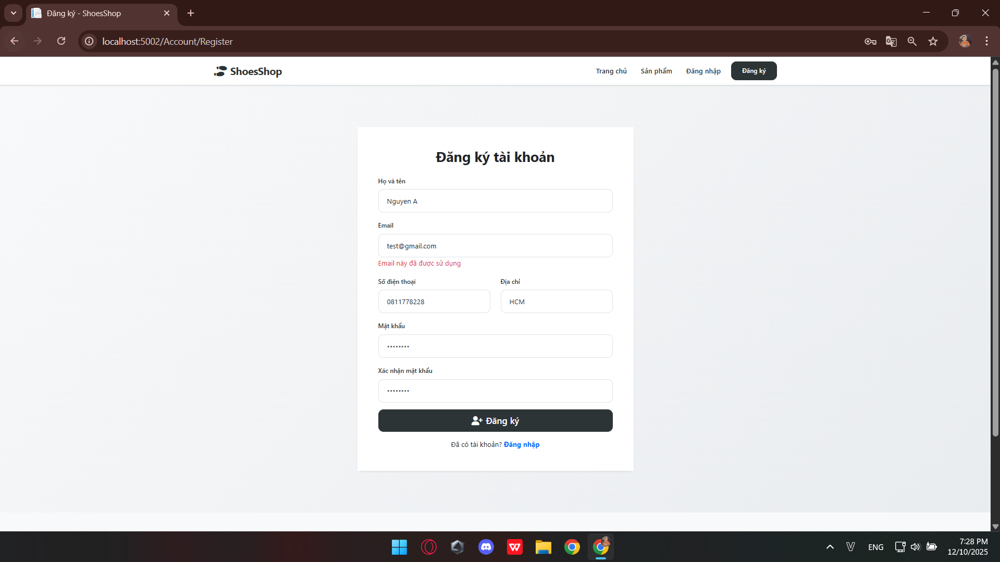 Đăng ký - ShoesShop
localhost:5002/Account/Register
ShoesShop
Trang chủ
Sản phẩm
Đăng nhập
Đăng ký
Đăng ký tài khoản
Họ và tên
Nguyen A
Email
test@gmail.com
Email này đã được sử dụng
Số điện thoại
Địa chỉ
0811778228
HCM
Mật khẩu
••••••••
Xác nhận mật khẩu
••••••••
Đăng ký
Đã có tài khoản? Đăng nhập
ENG
7:28 PM
12/10/2025